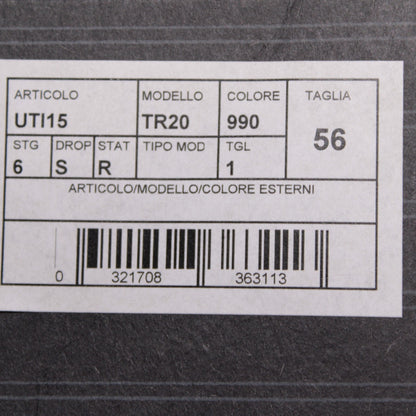 ARTICOLO MODELLO COLORE TAGLIA
UTI15 TR20 990 56
STG DROP STAT TIPO MOD TGL
6 S R 1
ARTICOLO/MODELLO/COLORE ESTERNI
0 321708 363113